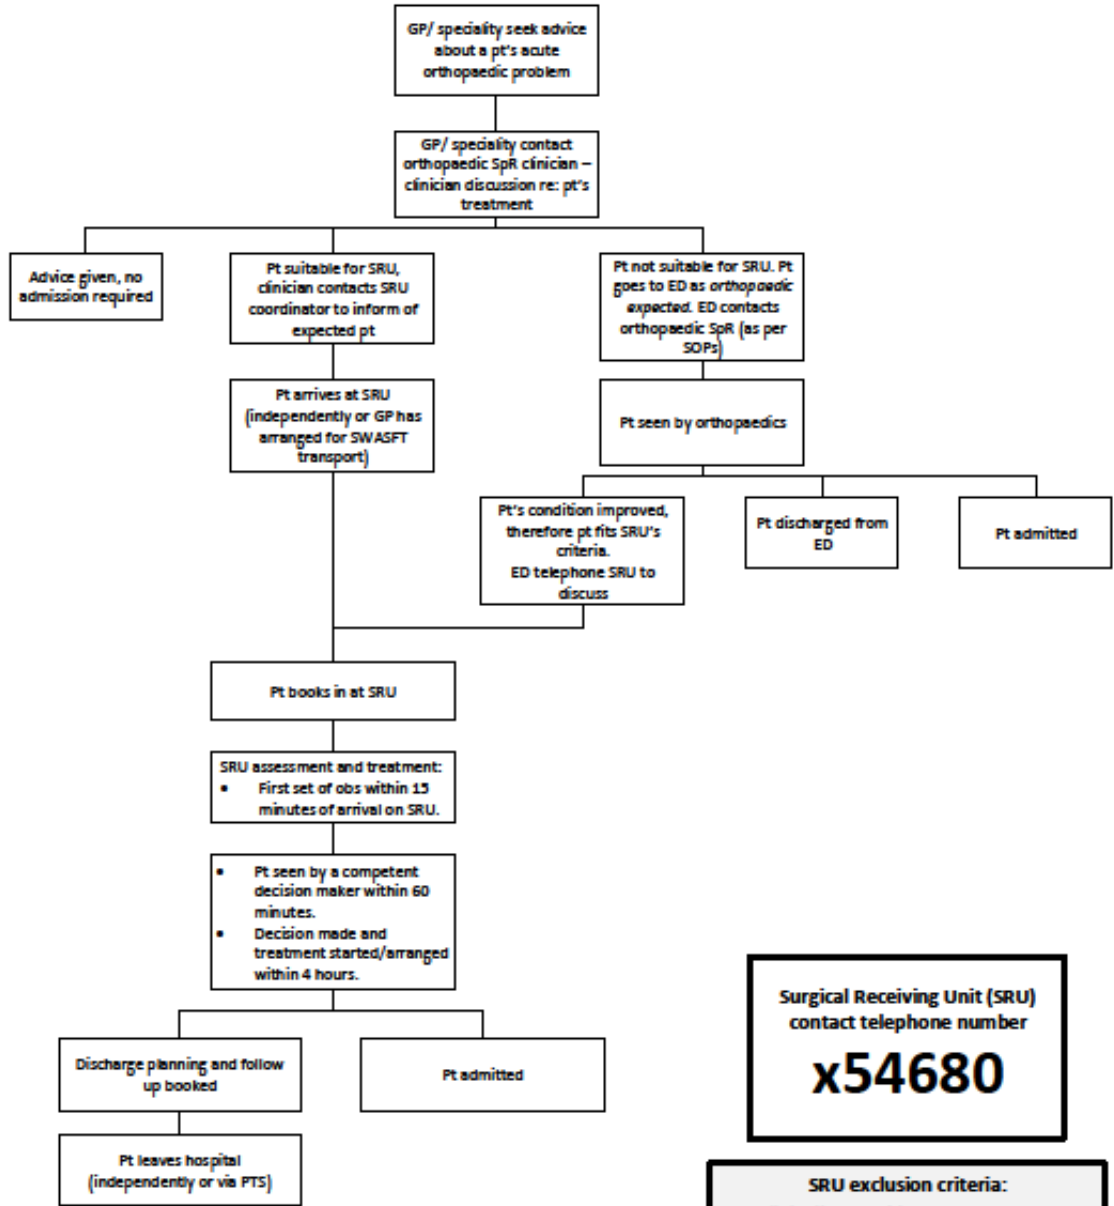 GP/ speciality seek advice
about a pt's acute
orthopaedic problem
GP/ speciality contact
orthopaedic SpR clinician –
clinician discussion re: pt's
treatment
Advice given, no
admission required
Pt suitable for SRU,
clinician contacts SRU
coordinator to inform of
expected pt
Pt not suitable for SRU. Pt
goes to ED as orthopaedic
expected. ED contacts
orthopaedic SpR (as per
SOPs)
Pt arrives at SRU
(independently or GP has
arranged for SWASFT
transport)
Pt seen by orthopaedics
Pt's condition improved,
therefore pt fits SRU's
criteria.
ED telephone SRU to
discuss
Pt discharged from
ED
Pt admitted
Pt books in at SRU
SRU assessment and treatment:
• First set of obs within 15
minutes of arrival on SRU.
• Pt seen by a competent
decision maker within 60
minutes.
• Decision made and
treatment started/arranged
within 4 hours.
Discharge planning and follow
up booked
Pt admitted
Pt leaves hospital
(independently or via PTS)
Surgical Receiving Unit (SRU)
contact telephone number
x54680
SRU exclusion criteria: